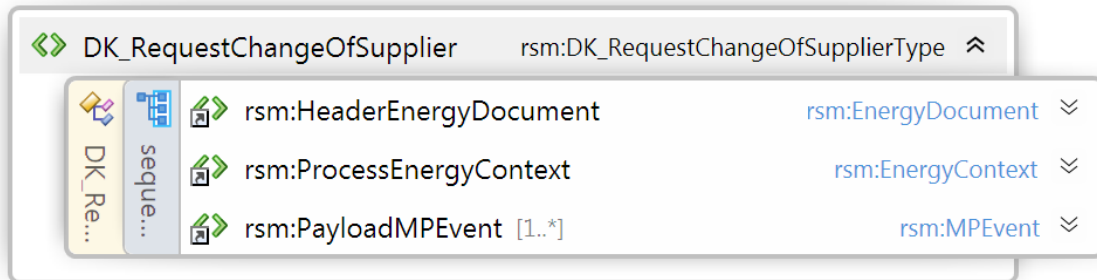 DK_RequestChangeOfSupplier rsm:DK_RequestChangeOfSupplierType
rsm:HeaderEnergyDocument rsm:EnergyDocument
rsm:ProcessEnergyContext rsm:EnergyContext
rsm:PayloadMPEvent [1..*] rsm:MPEvent
DK_Re...
seque...